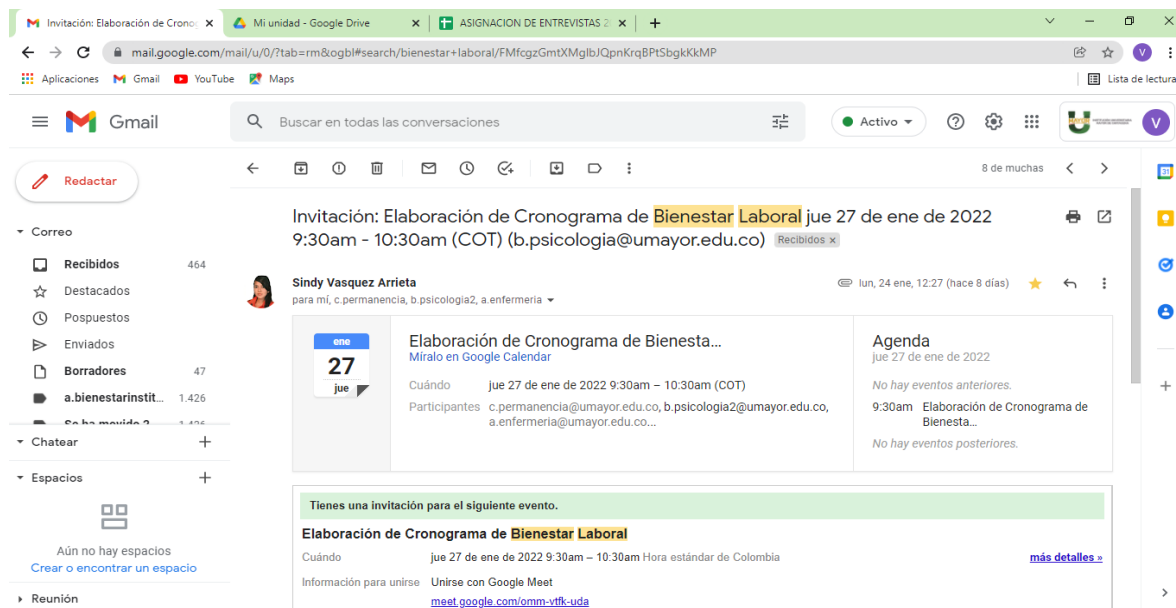 Invitación: Elaboración de Cronog
Mi unidad - Google Drive
ASIGNACION DE ENTREVISTAS 2
mail.google.com/mail/u/0/?tab=rm&ogbl#search/bienestar+laboral/FMfcgzGmtXMglbJQpnKrqBPtSbgkKkMP
V
Aplicaciones
Gmail
YouTube
Maps
Lista de lectura
Gmail
Buscar en todas las conversaciones
Activo
V
Redactar
8 de muchas
31
Correo
Recibidos 464
Destacados
Pospuestos
Enviados
Borradores 47
a.bienestarinstit... 1.426
Se ha movido 2 1.426
Chatear
Espacios
Aún no hay espacios
Crear o encontrar un espacio
Reunión
Invitación: Elaboración de Cronograma de Bienestar Laboral jue 27 de ene de 2022
9:30am - 10:30am (COT) (b.psicologia@umayor.edu.co) Recibidos x
Sindy Vasquez Arrieta
lun, 24 ene, 12:27 (hace 8 días)
para mí, c.permanencia, b.psicologia2, a.enfermeria
ene
27
jue
Elaboración de Cronograma de Bienesta...
Míralo en Google Calendar
Cuándo jue 27 de ene de 2022 9:30am – 10:30am (COT)
Participantes c.permanencia@umayor.edu.co, b.psicologia2@umayor.edu.co,
a.enfermeria@umayor.edu.co...
Agenda
jue 27 de ene de 2022
No hay eventos anteriores.
9:30am Elaboración de Cronograma de
Bienesta...
No hay eventos posteriores.
Tienes una invitación para el siguiente evento.
Elaboración de Cronograma de Bienestar Laboral
Cuándo jue 27 de ene de 2022 9:30am – 10:30am Hora estándar de Colombia
más detalles »
Información para unirse Unirse con Google Meet
meet.google.com/omm-vtfk-uda